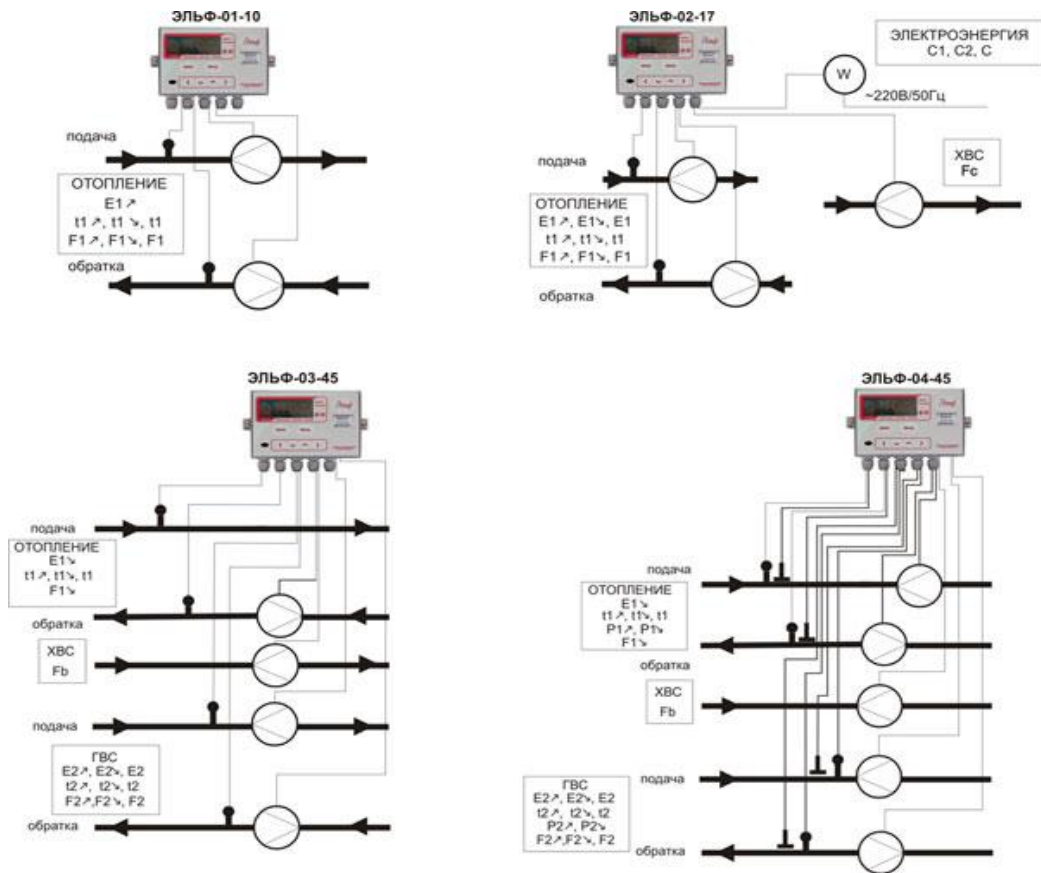 ЭЛЬФ-01-10
подача
ОТОПЛЕНИЕ
E1↗
t1↗, t1↘, t1
F1↗, F1↘, F1
обратка
ЭЛЬФ-02-17
ЭЛЕКТРОЭНЕРГИЯ
C1, C2, C
W
~220В/50Гц
подача
ХВС
Fc
ОТОПЛЕНИЕ
E1↗, E1↘, E1
t1↗, t1↘, t1
F1↗, F1↘, F1
обратка
ЭЛЬФ-03-45
подача
ОТОПЛЕНИЕ
E1↘
t1↗, t1↘, t1
F1↘
обратка
ХВС
Fb
подача
ГВС
E2↗, E2↘, E2
t2↗, t2↘, t2
F2↗,F2↘, F2
обратка
ЭЛЬФ-04-45
подача
ОТОПЛЕНИЕ
E1↘
t1↗, t1↘, t1
P1↗, P1↘
F1↘
обратка
ХВС
Fb
подача
ГВС
E2↗, E2↘, E2
t2↗, t2↘, t2
P2↗, P2↘
F2↗,F2↘, F2
обратка